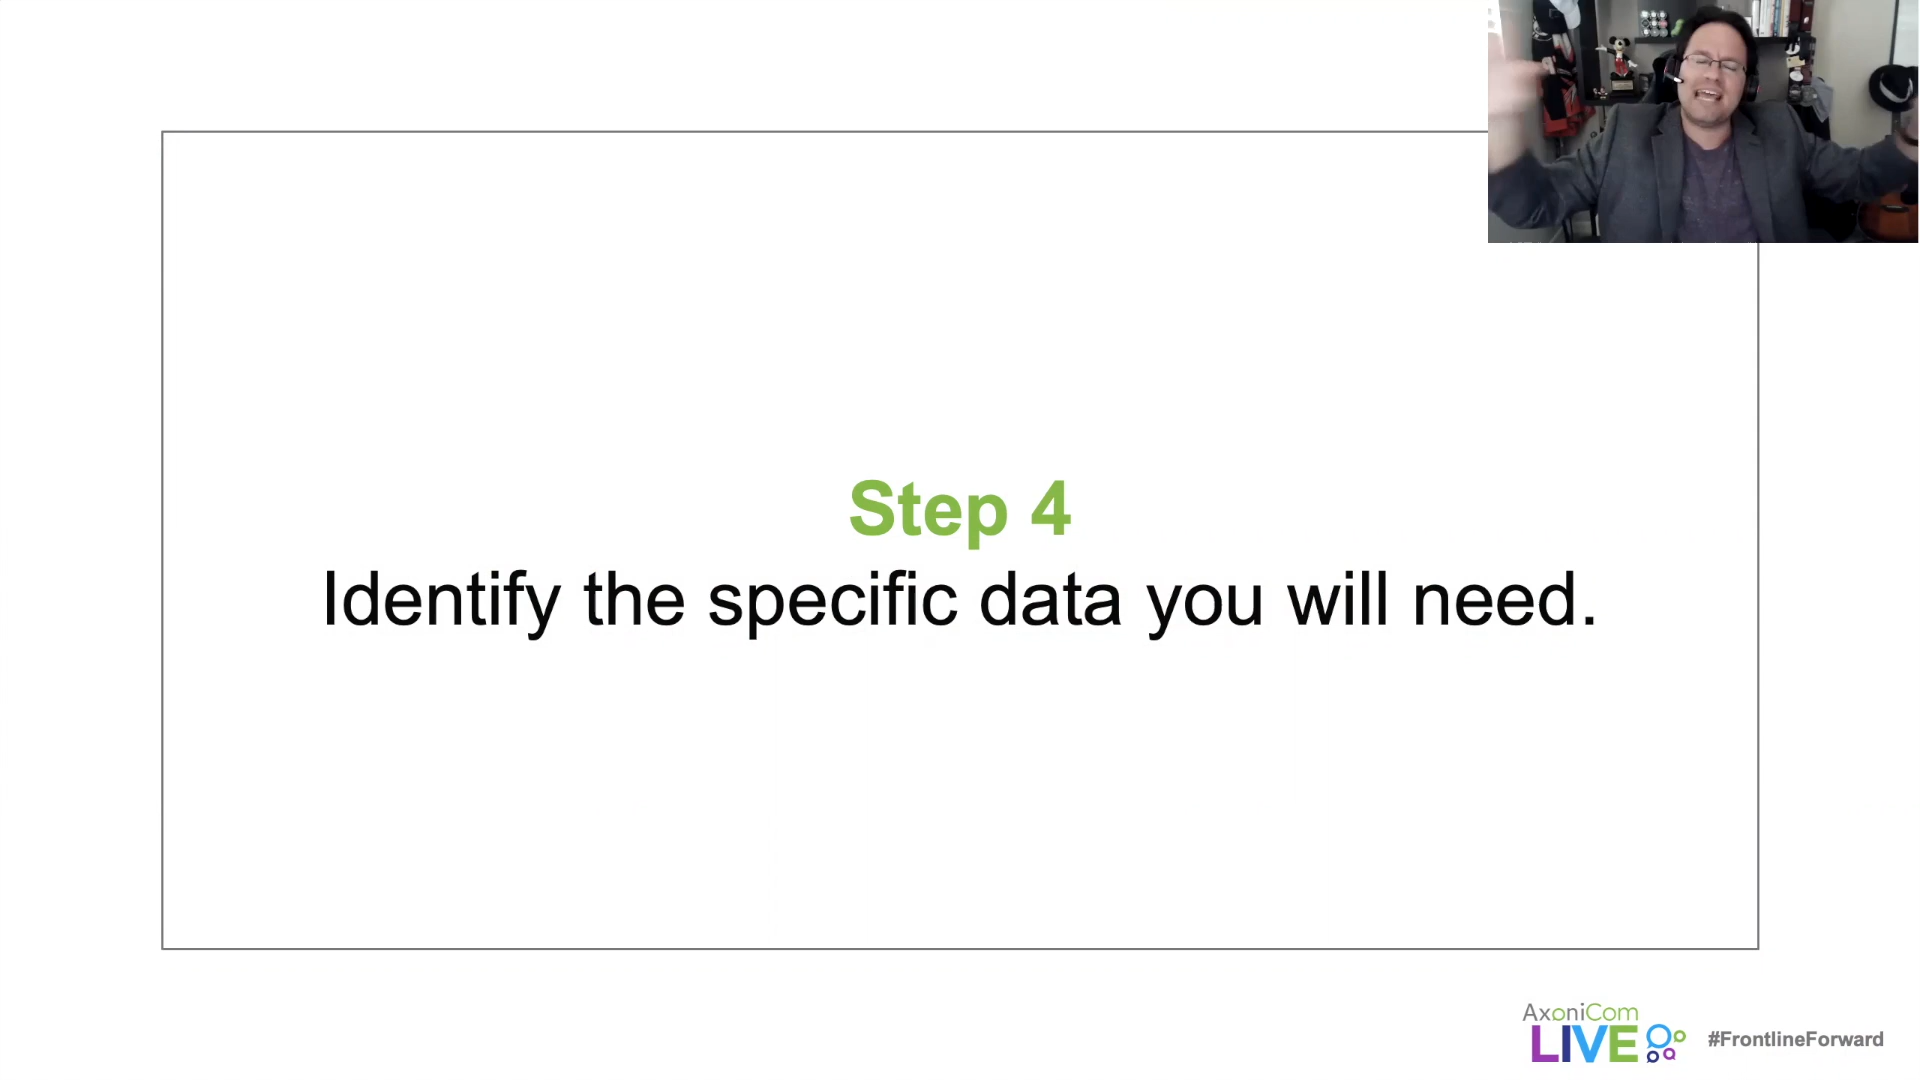 Step 4
Identify the specific data you will need.
AxoniCom
LIVE
#FrontlineForward